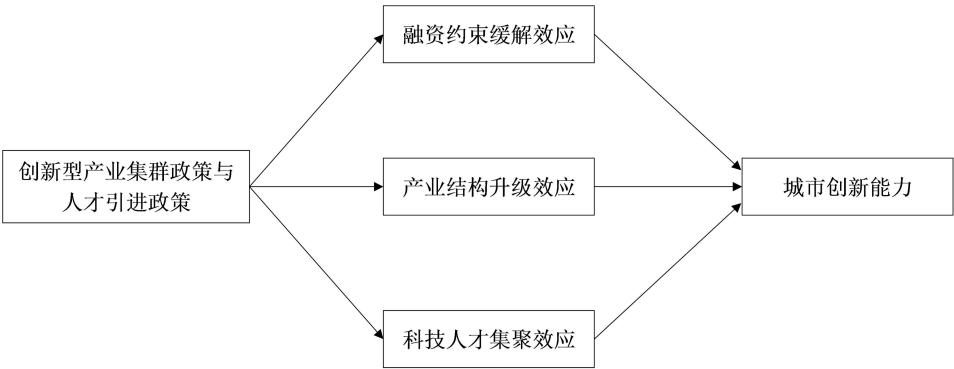 融资约束缓解效应
创新型产业集群政策与
人才引进政策
产业结构升级效应
城市创新能力
科技人才集聚效应